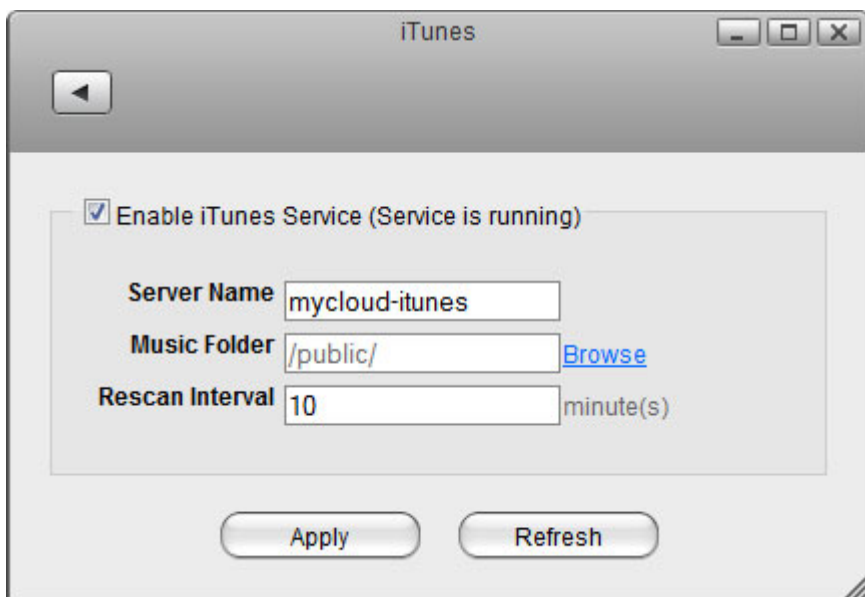 iTunes
Enable iTunes Service (Service is running)
Server Name mycloud-itunes
Music Folder /public/ Browse
Rescan Interval 10 minute(s)
Apply Refresh